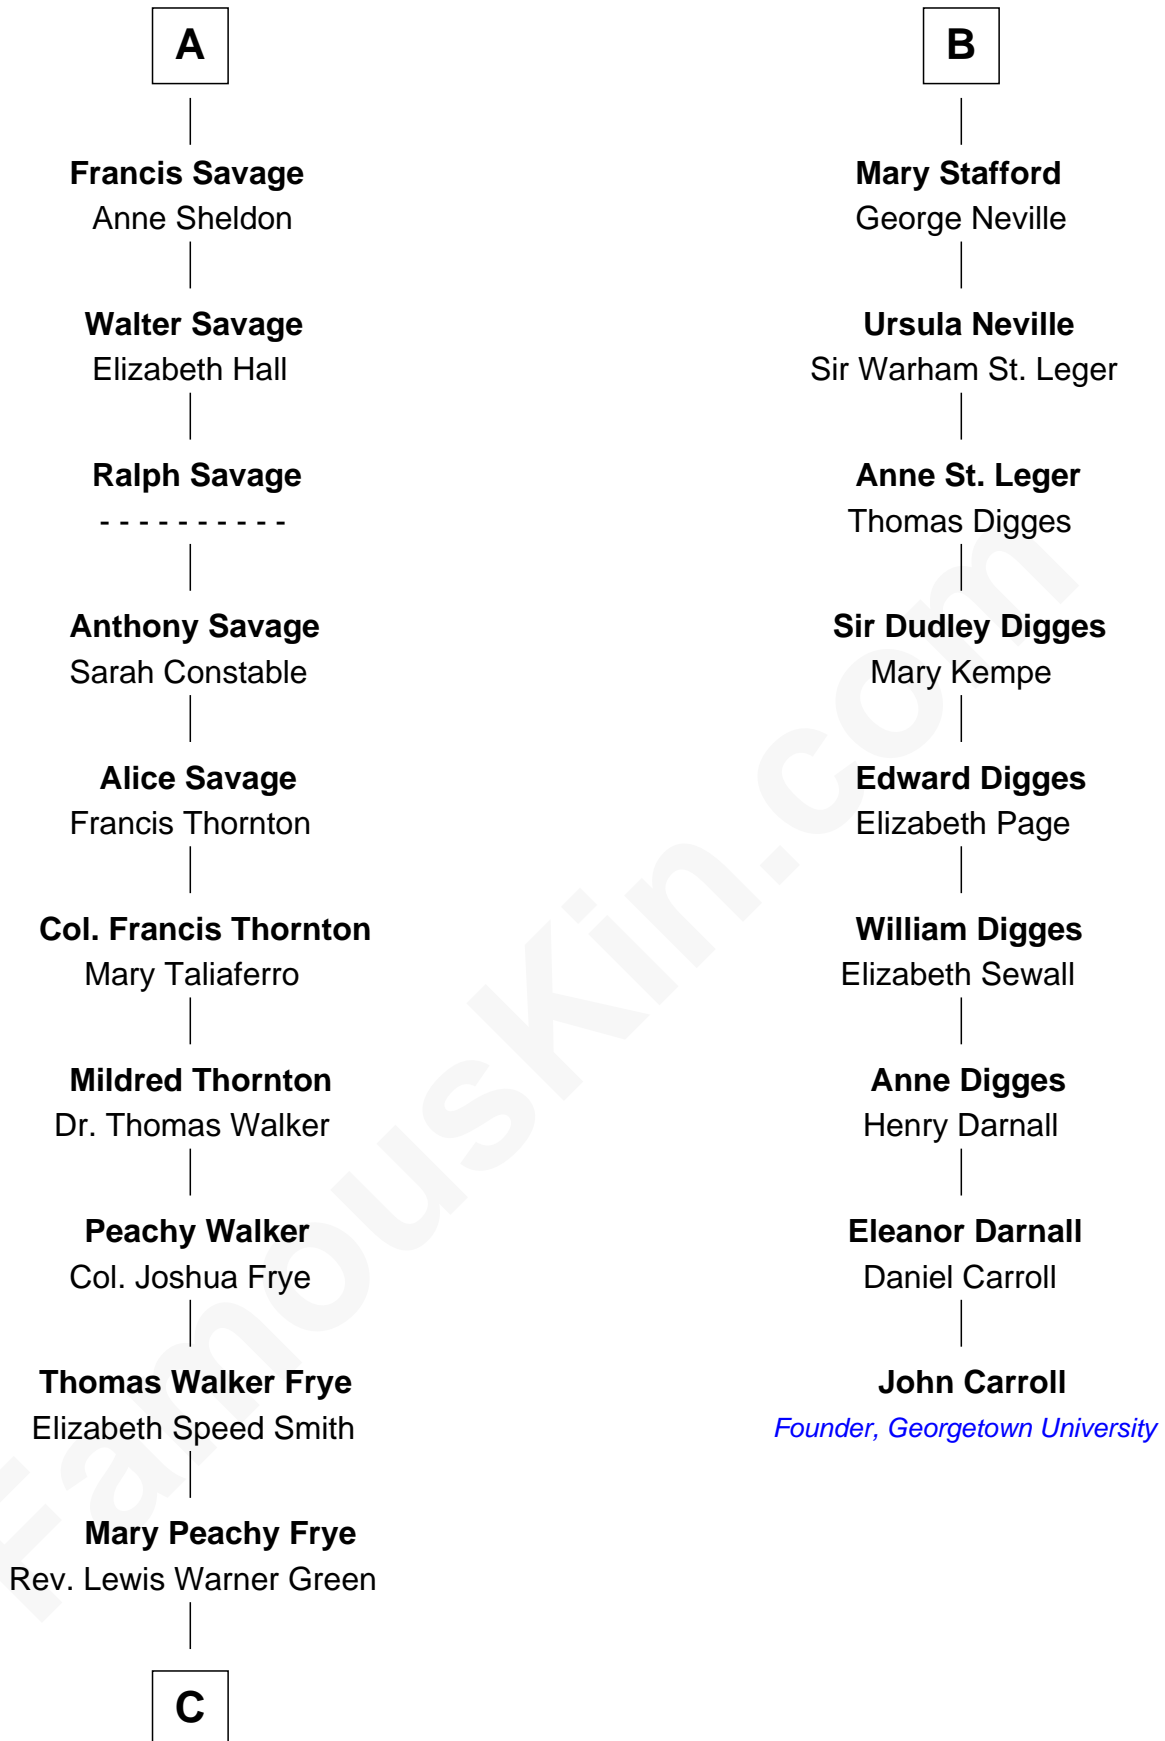 A
Francis Savage
Anne Sheldon
Walter Savage
Elizabeth Hall
Ralph Savage
- - - - - - - - - -
Anthony Savage
Sarah Constable
Alice Savage
Francis Thornton
Col. Francis Thornton
Mary Taliaferro
Mildred Thornton
Dr. Thomas Walker
Peachy Walker
Col. Joshua Frye
Thomas Walker Frye
Elizabeth Speed Smith
Mary Peachy Frye
Rev. Lewis Warner Green
C
B
Mary Stafford
George Neville
Ursula Neville
Sir Warham St. Leger
Anne St. Leger
Thomas Digges
Sir Dudley Digges
Mary Kempe
Edward Digges
Elizabeth Page
William Digges
Elizabeth Sewall
Anne Digges
Henry Darnall
Eleanor Darnall
Daniel Carroll
John Carroll
Founder, Georgetown University
FamousKin.com